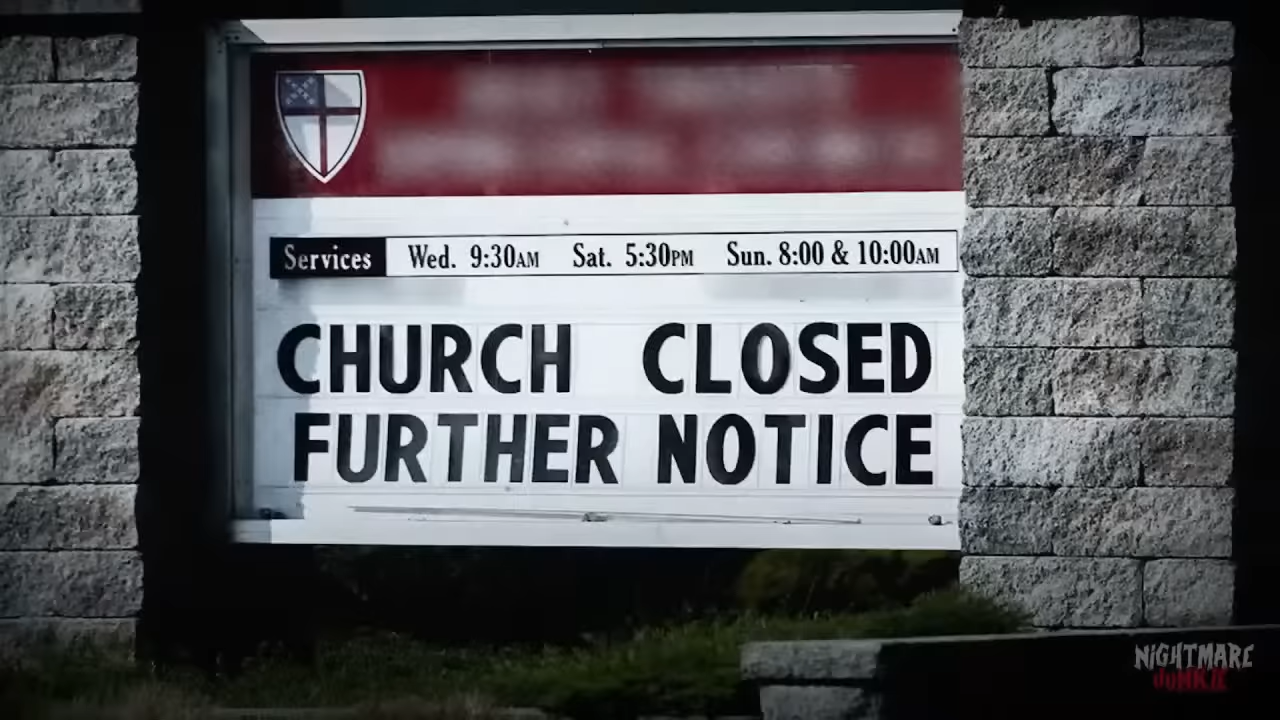 Services Wed. 9:30AM Sat. 5:30PM Sun. 8:00 & 10:00AM
CHURCH CLOSED
FURTHER NOTICE
NIGHTMARE
JUNKIE